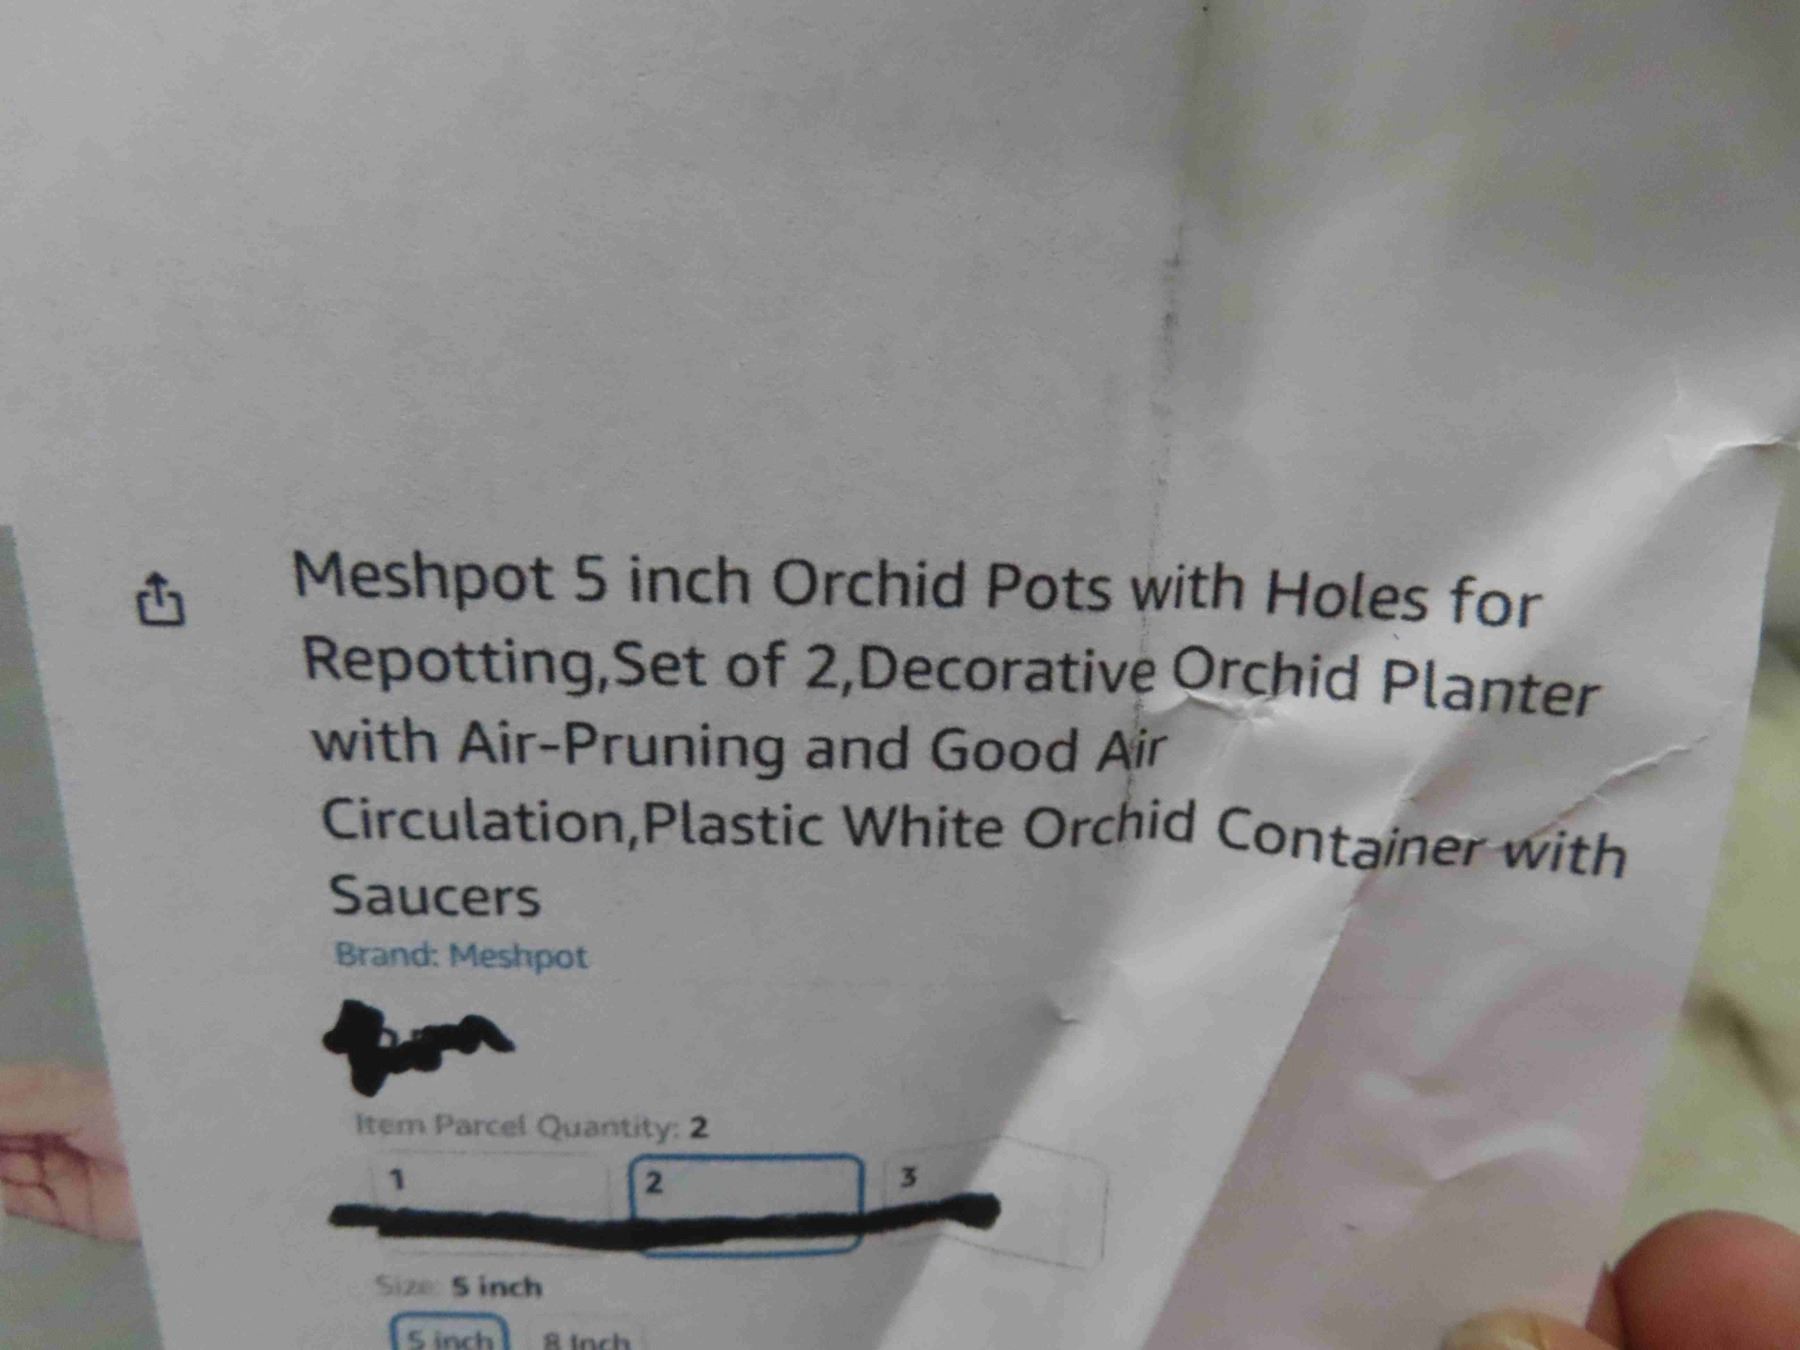 Meshpot 5 inch Orchid Pots with Holes for
Repotting,Set of 2,Decorative Orchid Planter
with Air-Pruning and Good Air
Circulation,Plastic White Orchid Container with
Saucers
Brand: Meshpot
Item Parcel Quantity: 2
1 2 3
Size: 5 inch
5 inch 8 Inch